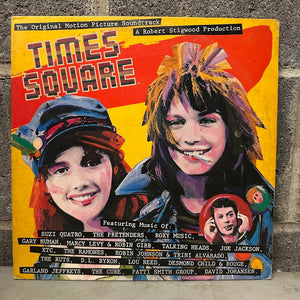 The Original Motion Picture Soundtrack
A Robert Stigwood Production
TIMES
SQUARE
Featuring Music Of
SUZI QUATRO, THE PRETENDERS, ROXY MUSIC,
GARY NUMAN, MARCY LEVY & ROBIN GIBB, TALKING HEADS, JOE JACKSON,
XTC, THE RAMONES, ROBIN JOHNSON & TRINI ALVARADO,
THE RUTS, D.L. BYRON, LOU REED, DESMOND CHILD & ROUGE,
GARLAND JEFFREYS, THE CURE, PATTI SMITH GROUP, DAVID JOHANSEN.